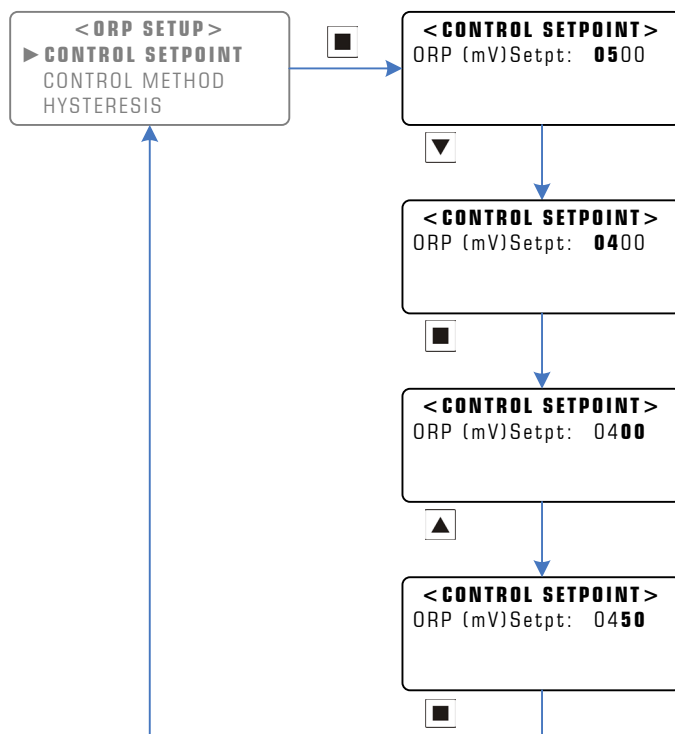 <ORP SETUP>
►CONTROL SETPOINT
CONTROL METHOD
HYSTERESIS
<CONTROL SETPOINT>
ORP (mV)Setpt: 0500
<CONTROL SETPOINT>
ORP (mV)Setpt: 0400
<CONTROL SETPOINT>
ORP (mV)Setpt: 0400
<CONTROL SETPOINT>
ORP (mV)Setpt: 0450